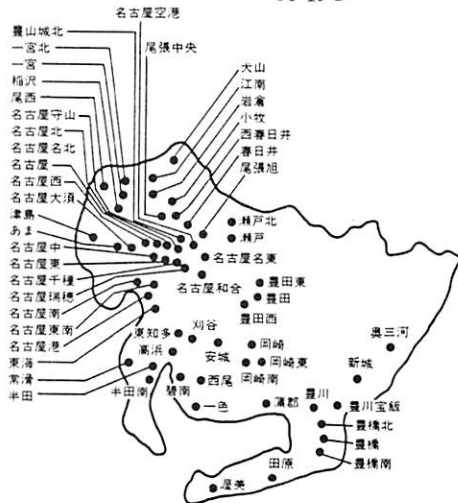 名古屋空港
豊山城北
尾張中央
一宮北
一宮
稲沢
尾西
名古屋守山
名古屋北
名古屋名北
名古屋
名古屋西
名古屋大須
津島
あま
名古屋中
名古屋東
名古屋千種
名古屋瑞穂
名古屋南
名古屋東南
名古屋港
東海
常滑
半田
犬山
江南
岩倉
小牧
西春日井
春日井
尾張旭
瀬戸北
瀬戸
名古屋名東
名古屋和合
豊田東
豊田
豊田西
東知多
刈谷
高浜
安城
岡崎
岡崎東
岡崎南
半田南
碧南
西尾
一色
蒲郡
奥三河
新城
豊川
豊川宝飯
豊橋北
豊橋
豊橋南
田原
渥美